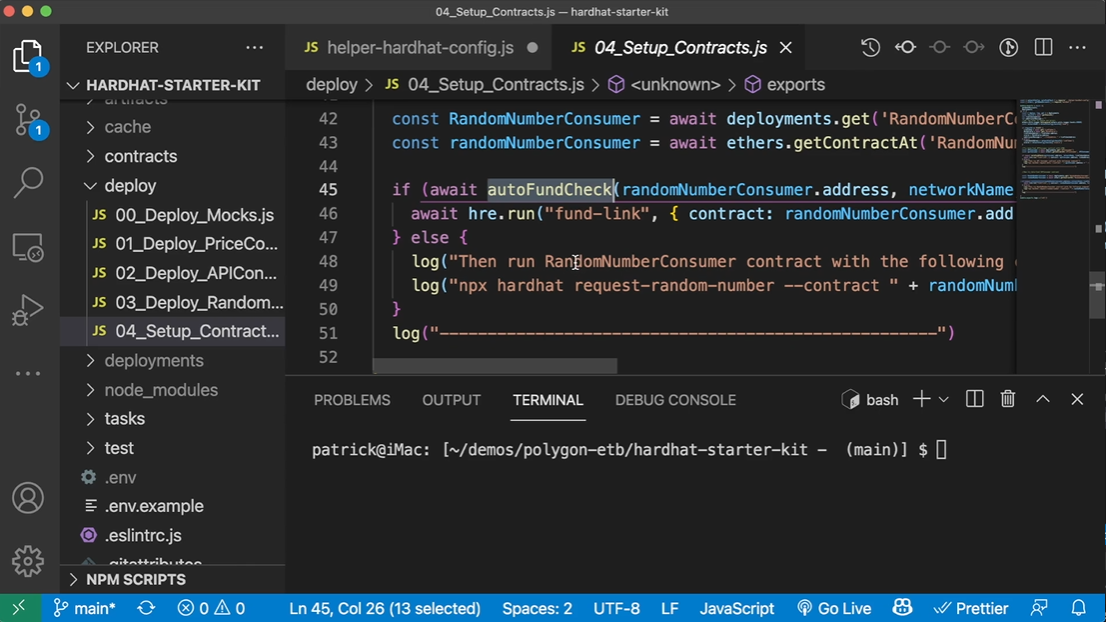 04_Setup_Contracts.js — hardhat-starter-kit
EXPLORER
JS helper-hardhat-config.js
JS 04_Setup_Contracts.js
1
HARDHAT-STARTER-KIT
deploy > JS 04_Setup_Contracts.js > <unknown> > exports
artifacts
cache
contracts
deploy
JS 00_Deploy_Mocks.js
JS 01_Deploy_PriceCo...
JS 02_Deploy_APICon...
JS 03_Deploy_Random...
JS 04_Setup_Contract...
deployments
node_modules
tasks
test
.env
.env.example
.eslintrc.js
.gitattributes
NPM SCRIPTS
1
42 const RandomNumberConsumer = await deployments.get('RandomNumberC
43 const randomNumberConsumer = await ethers.getContractAt('RandomNu
44
45 if (await autoFundCheck(randomNumberConsumer.address, networkName
46 await hre.run("fund-link", { contract: randomNumberConsumer.add
47 } else {
48 log("Then run RandomNumberConsumer contract with the following
49 log("npx hardhat request-random-number --contract " + randomNum
50 }
51 log("----------------------------------------------------")
52
PROBLEMS OUTPUT TERMINAL DEBUG CONSOLE bash
patrick@iMac: [~/demos/polygon-etb/hardhat-starter-kit - (main)] $
main* 0 0 Ln 45, Col 26 (13 selected) Spaces: 2 UTF-8 LF JavaScript Go Live Prettier